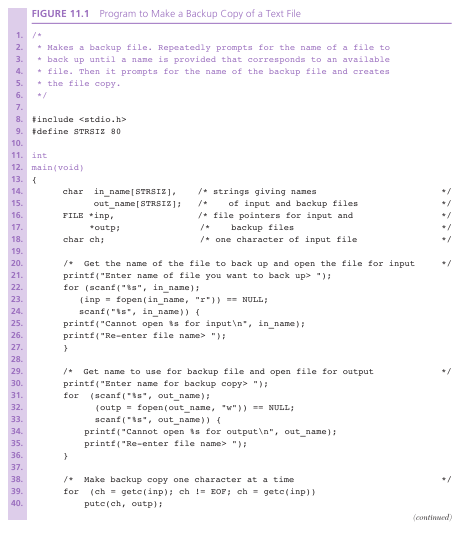 FIGURE 11.1 Program to Make a Backup Copy of a Text File
1. /*
2. * Makes a backup file. Repeatedly prompts for the name of a file to
3. * back up until a name is provided that corresponds to an available
4. * file. Then it prompts for the name of the backup file and creates
5. * the file copy.
6. */
7.
8. #include <stdio.h>
9. #define STRSIZ 80
10.
11. int
12. main(void)
13. {
14. char in_name[STRSIZ], /* strings giving names */
15. out_name[STRSIZ]; /* of input and backup files */
16. FILE *inp, /* file pointers for input and */
17. *outp; /* backup files */
18. char ch; /* one character of input file */
19.
20. /* Get the name of the file to back up and open the file for input */
21. printf("Enter name of file you want to back up> ");
22. for (scanf("%s", in_name);
23. (inp = fopen(in_name, "r")) == NULL;
24. scanf("%s", in_name)) {
25. printf("Cannot open %s for input\n", in_name);
26. printf("Re-enter file name> ");
27. }
28.
29. /* Get name to use for backup file and open file for output */
30. printf("Enter name for backup copy> ");
31. for (scanf("%s", out_name);
32. (outp = fopen(out_name, "w")) == NULL;
33. scanf("%s", out_name)) {
34. printf("Cannot open %s for output\n", out_name);
35. printf("Re-enter file name> ");
36. }
37.
38. /* Make backup copy one character at a time */
39. for (ch = getc(inp); ch != EOF; ch = getc(inp))
40. putc(ch, outp);
(continued)